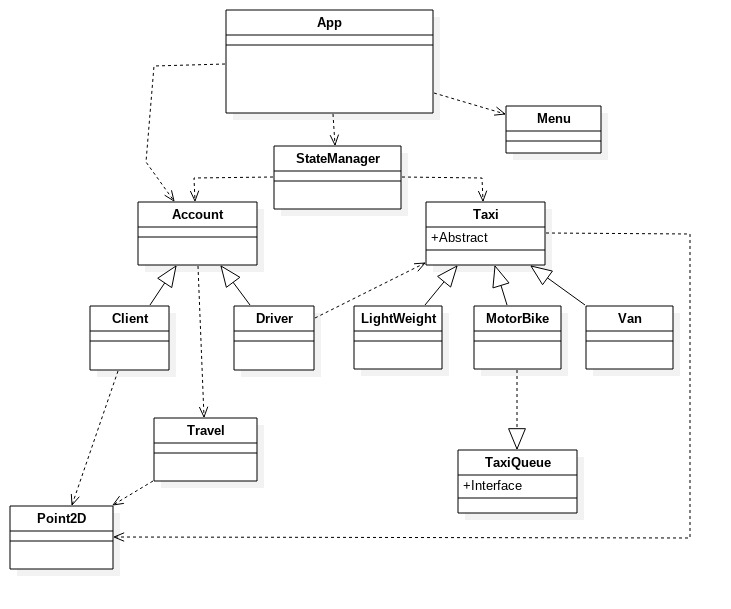 App
Menu
StateManager
Account
Taxi
+Abstract
Client
Driver
LightWeight
MotorBike
Van
Travel
TaxiQueue
+Interface
Point2D